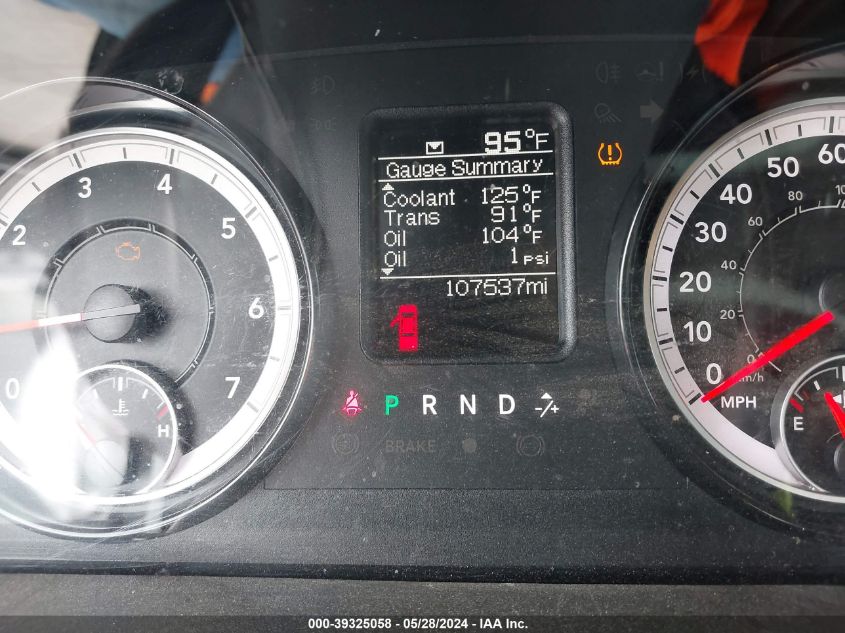 95°F
Gauge Summary
Coolant 125°F
Trans 91°F
Oil 104°F
Oil 1 psi
107537mi
P R N D -/+
BRAKE
0 2 3 4 5 6 7
H
0 10 20 30 40 50 60
0 20 40 60 80
km/h
MPH
E
000-39325058 - 05/28/2024 - IAA Inc.